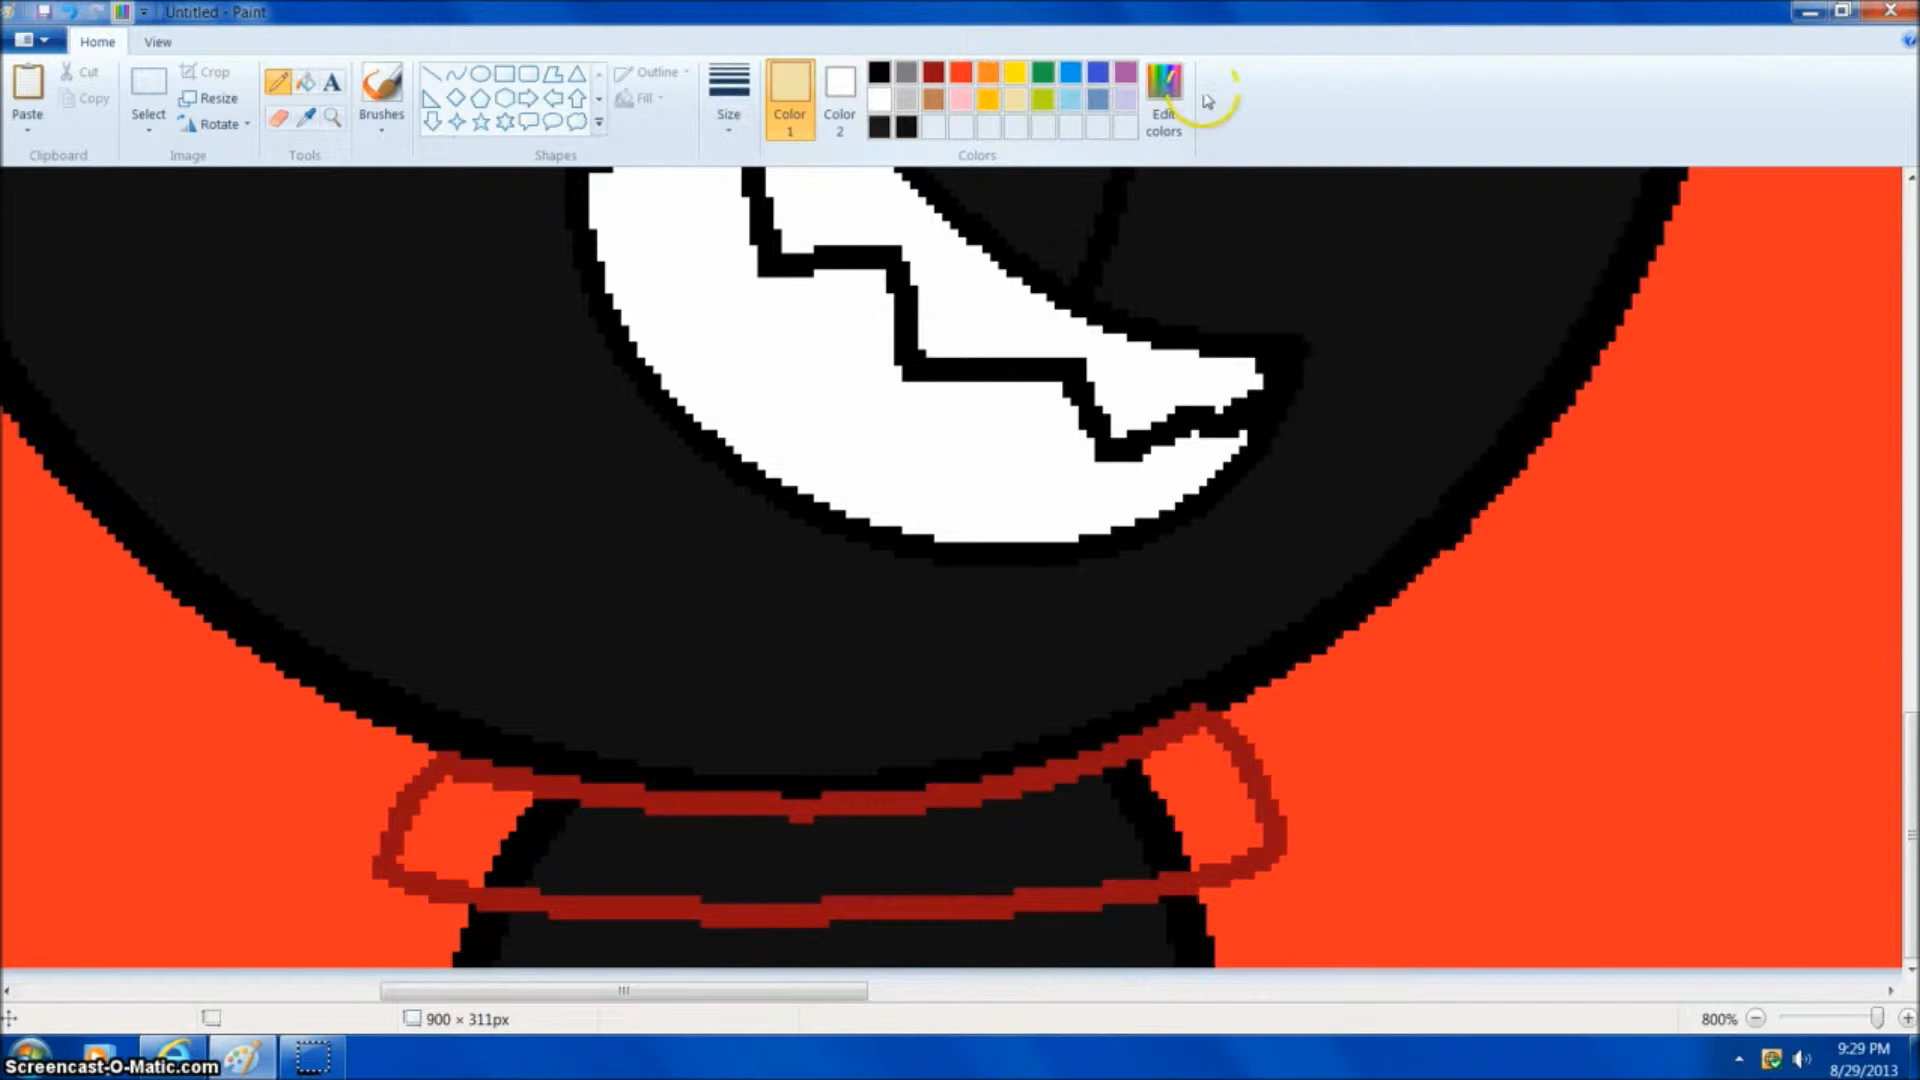 Untitled - Paint
Home View
Paste
Cut
Copy
Clipboard
Select
Crop
Resize
Rotate
Image
A
Tools
Brushes
Shapes
Outline
Fill
Size
Color 1
Color 2
Colors
Edit colors
900 × 311px
800%
Screencast-O-Matic.com
9:29 PM
8/29/2013